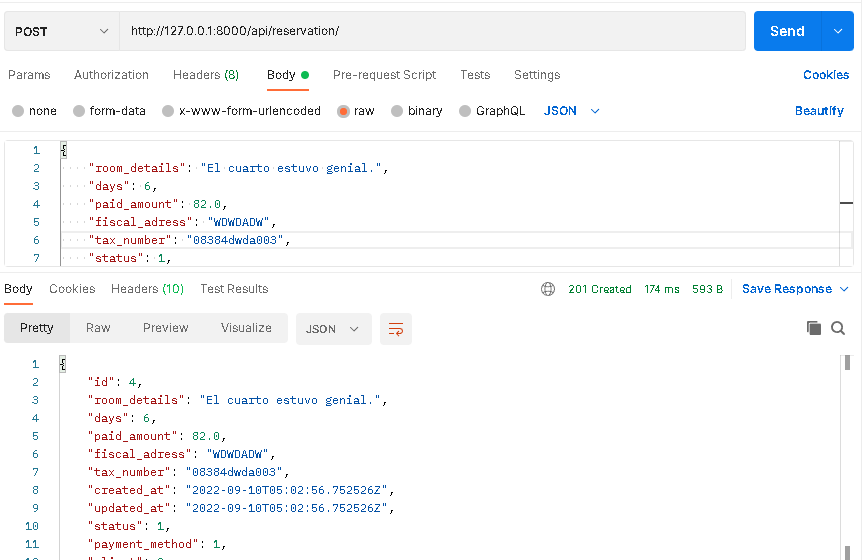 POST http://127.0.0.1:8000/api/reservation/ Send
Params Authorization Headers (8) Body Pre-request Script Tests Settings Cookies
none form-data x-www-form-urlencoded raw binary GraphQL JSON Beautify
1 {
2 "room_details": "El cuarto estuvo genial.",
3 "days": 6,
4 "paid_amount": 82.0,
5 "fiscal_adress": "WDWDADW",
6 "tax_number": "08384dwda003",
7 "status": 1,
Body Cookies Headers (10) Test Results 201 Created 174 ms 593 B Save Response
Pretty Raw Preview Visualize JSON
1 {
2 "id": 4,
3 "room_details": "El cuarto estuvo genial.",
4 "days": 6,
5 "paid_amount": 82.0,
6 "fiscal_adress": "WDWDADW",
7 "tax_number": "08384dwda003",
8 "created_at": "2022-09-10T05:02:56.752526Z",
9 "updated_at": "2022-09-10T05:02:56.752526Z",
10 "status": 1,
11 "payment_method": 1,